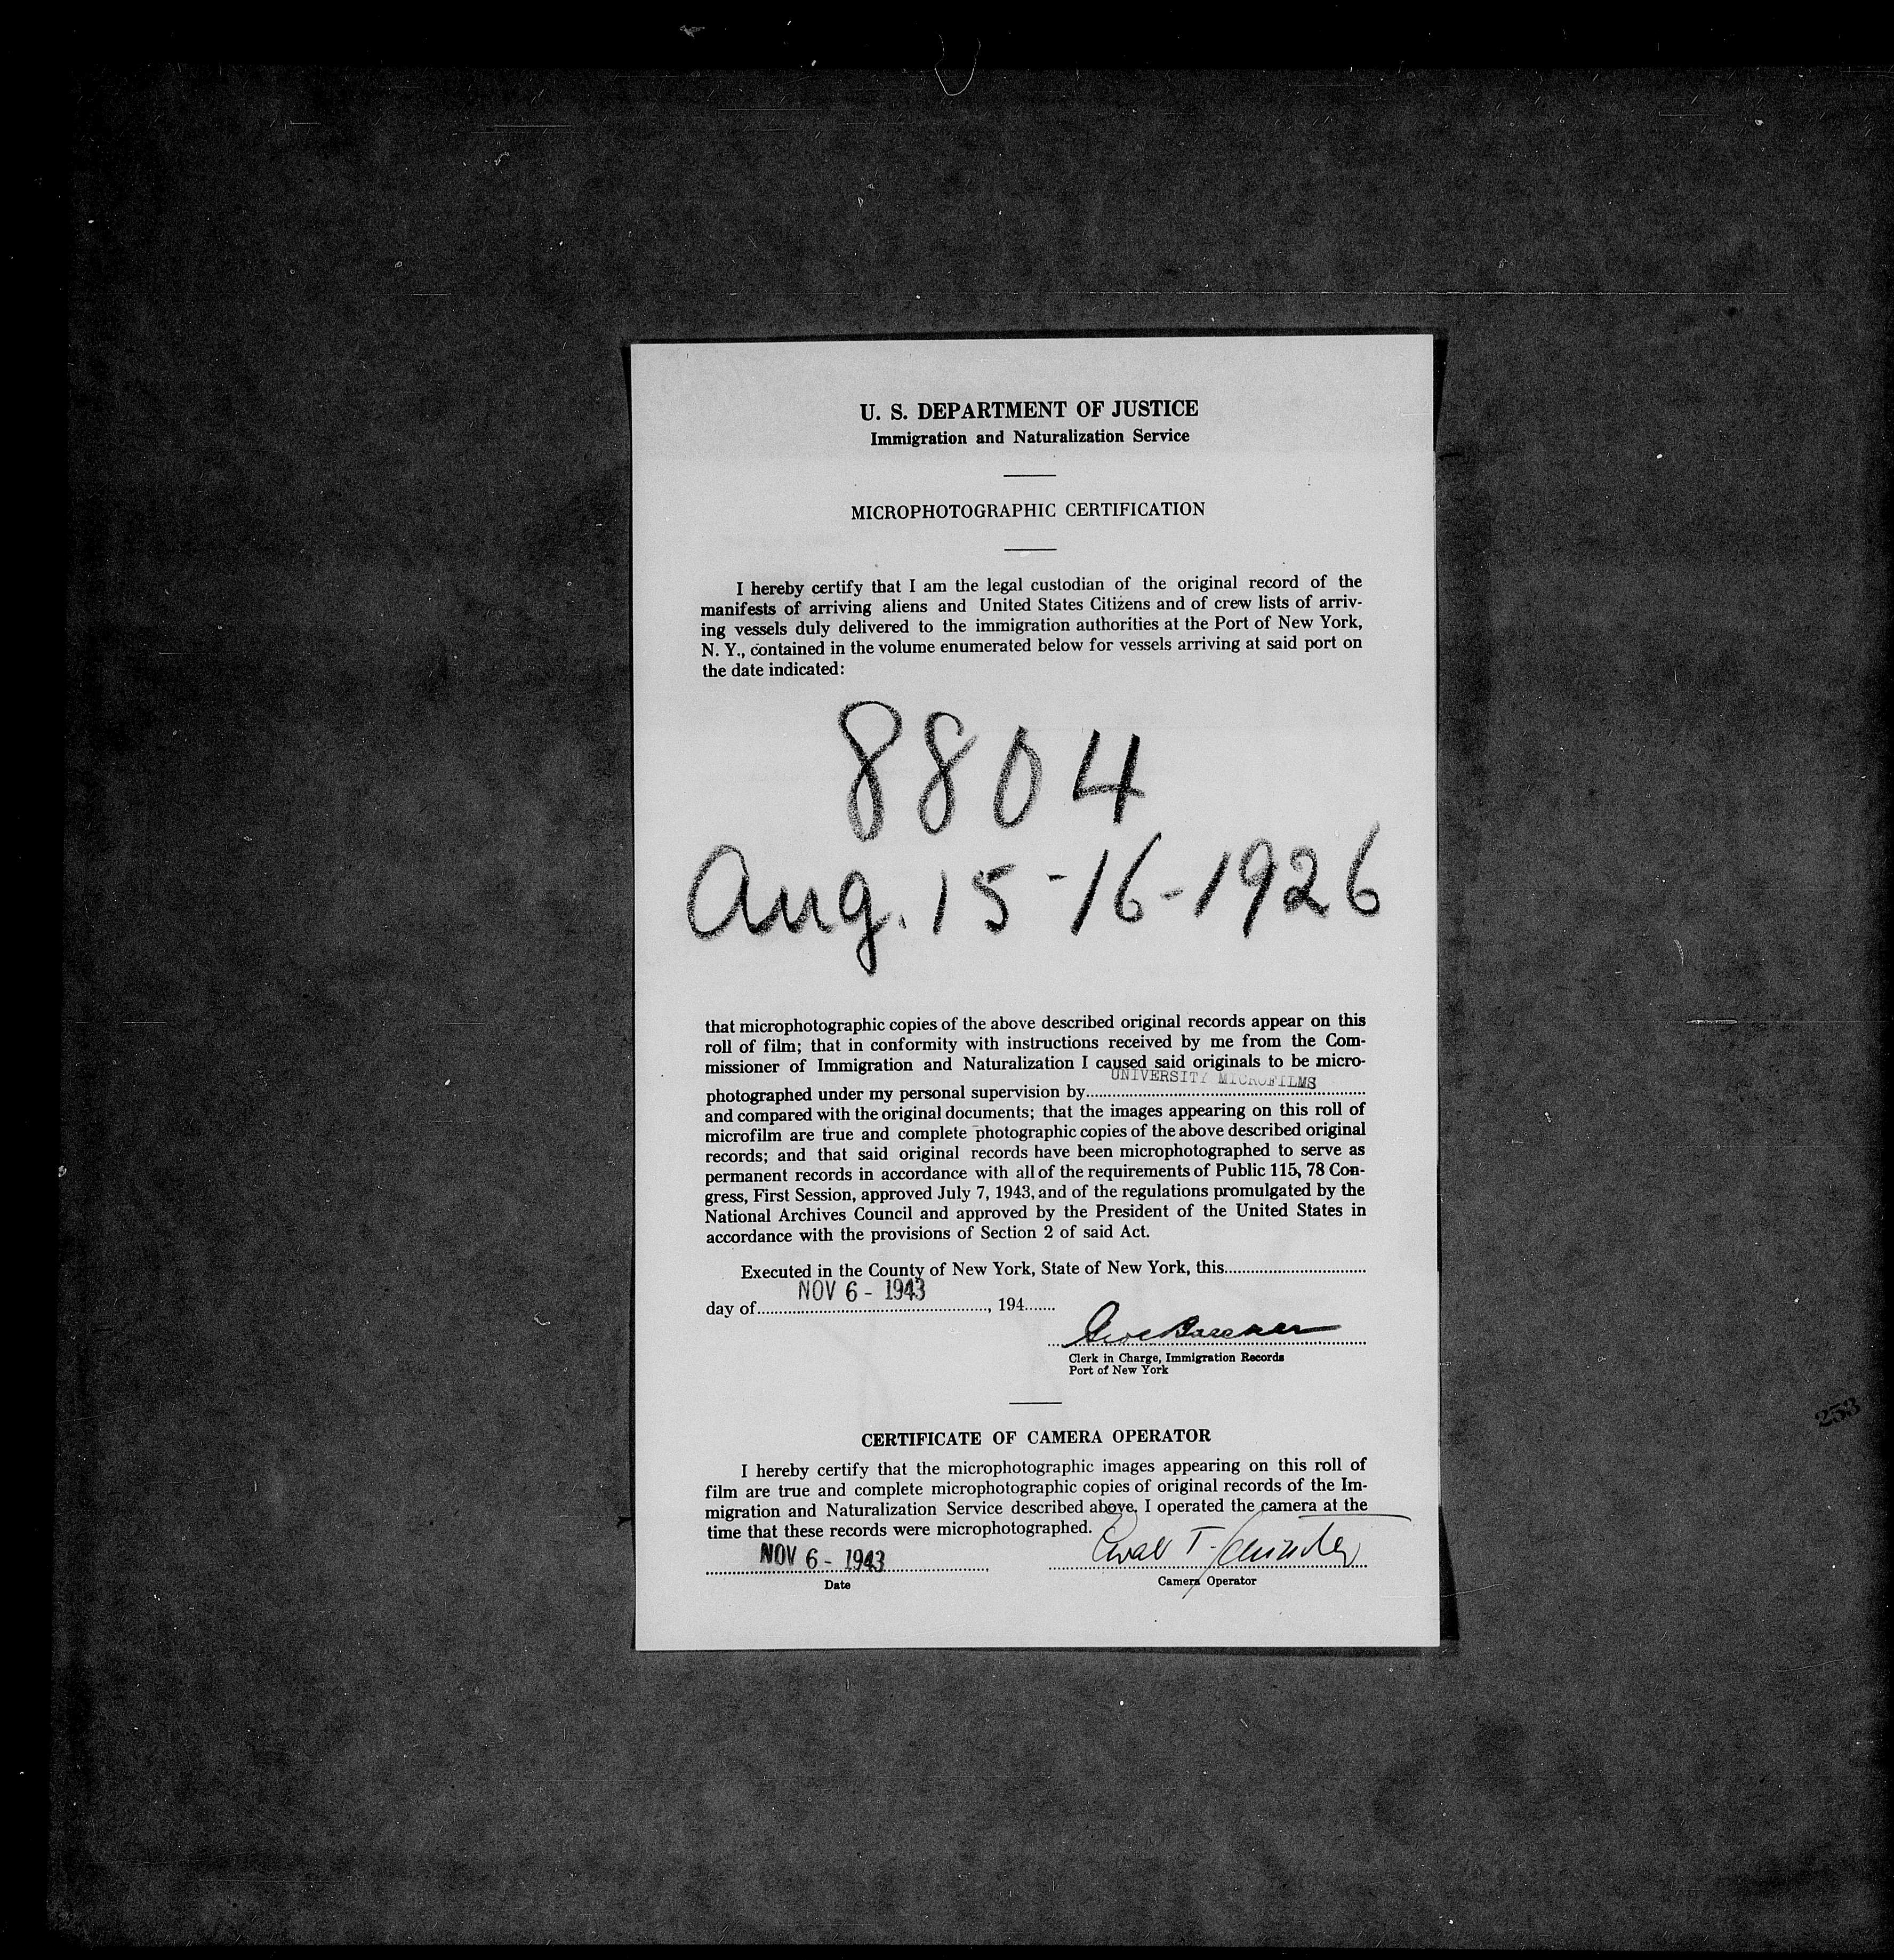 U. S. DEPARTMENT OF JUSTICE
Immigration and Naturalization Service
MICROPHOTOGRAPHIC CERTIFICATION
I hereby certify that I am the legal custodian of the original record of the
manifests of arriving aliens and United States Citizens and of crew lists of arriv-
ing vessels duly delivered to the immigration authorities at the Port of New York,
N. Y., contained in the volume enumerated below for vessels arriving at said port on
the date indicated:
8804
Aug. 15-16-1926
that microphotographic copies of the above described original records appear on this
roll of film; that in conformity with instructions received by me from the Com-
missioner of Immigration and Naturalization I caused said originals to be micro-
UNIVERSITY MICROFILMS
photographed under my personal supervision by
and compared with the original documents; that the images appearing on this roll of
microfilm are true and complete photographic copies of the above described original
records; and that said original records have been microphotographed to serve as
permanent records in accordance with all of the requirements of Public 115, 78 Con-
gress, First Session, approved July 7, 1943, and of the regulations promulgated by the
National Archives Council and approved by the President of the United States in
accordance with the provisions of Section 2 of said Act.
Executed in the County of New York, State of New York, this
NOV 6 - 1943
day of, 194
Clerk in Charge, Immigration Records
Port of New York
CERTIFICATE OF CAMERA OPERATOR
I hereby certify that the microphotographic images appearing on this roll of
film are true and complete microphotographic copies of original records of the Im-
migration and Naturalization Service described above. I operated the camera at the
time that these records were microphotographed.
NOV 6 - 1943
Date
Camera Operator
253